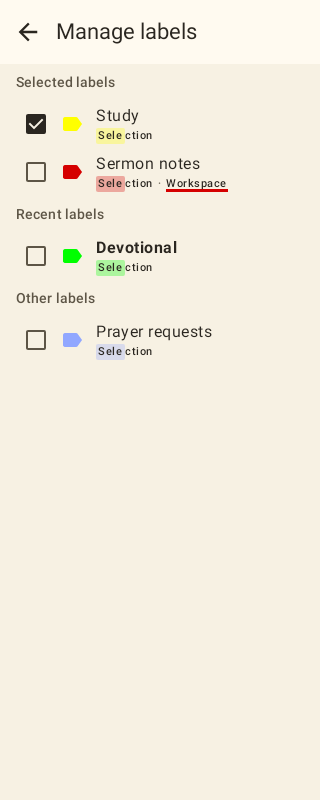 Manage labels
Selected labels
Study
Selection
Sermon notes
Selection · Workspace
Recent labels
Devotional
Selection
Other labels
Prayer requests
Selection